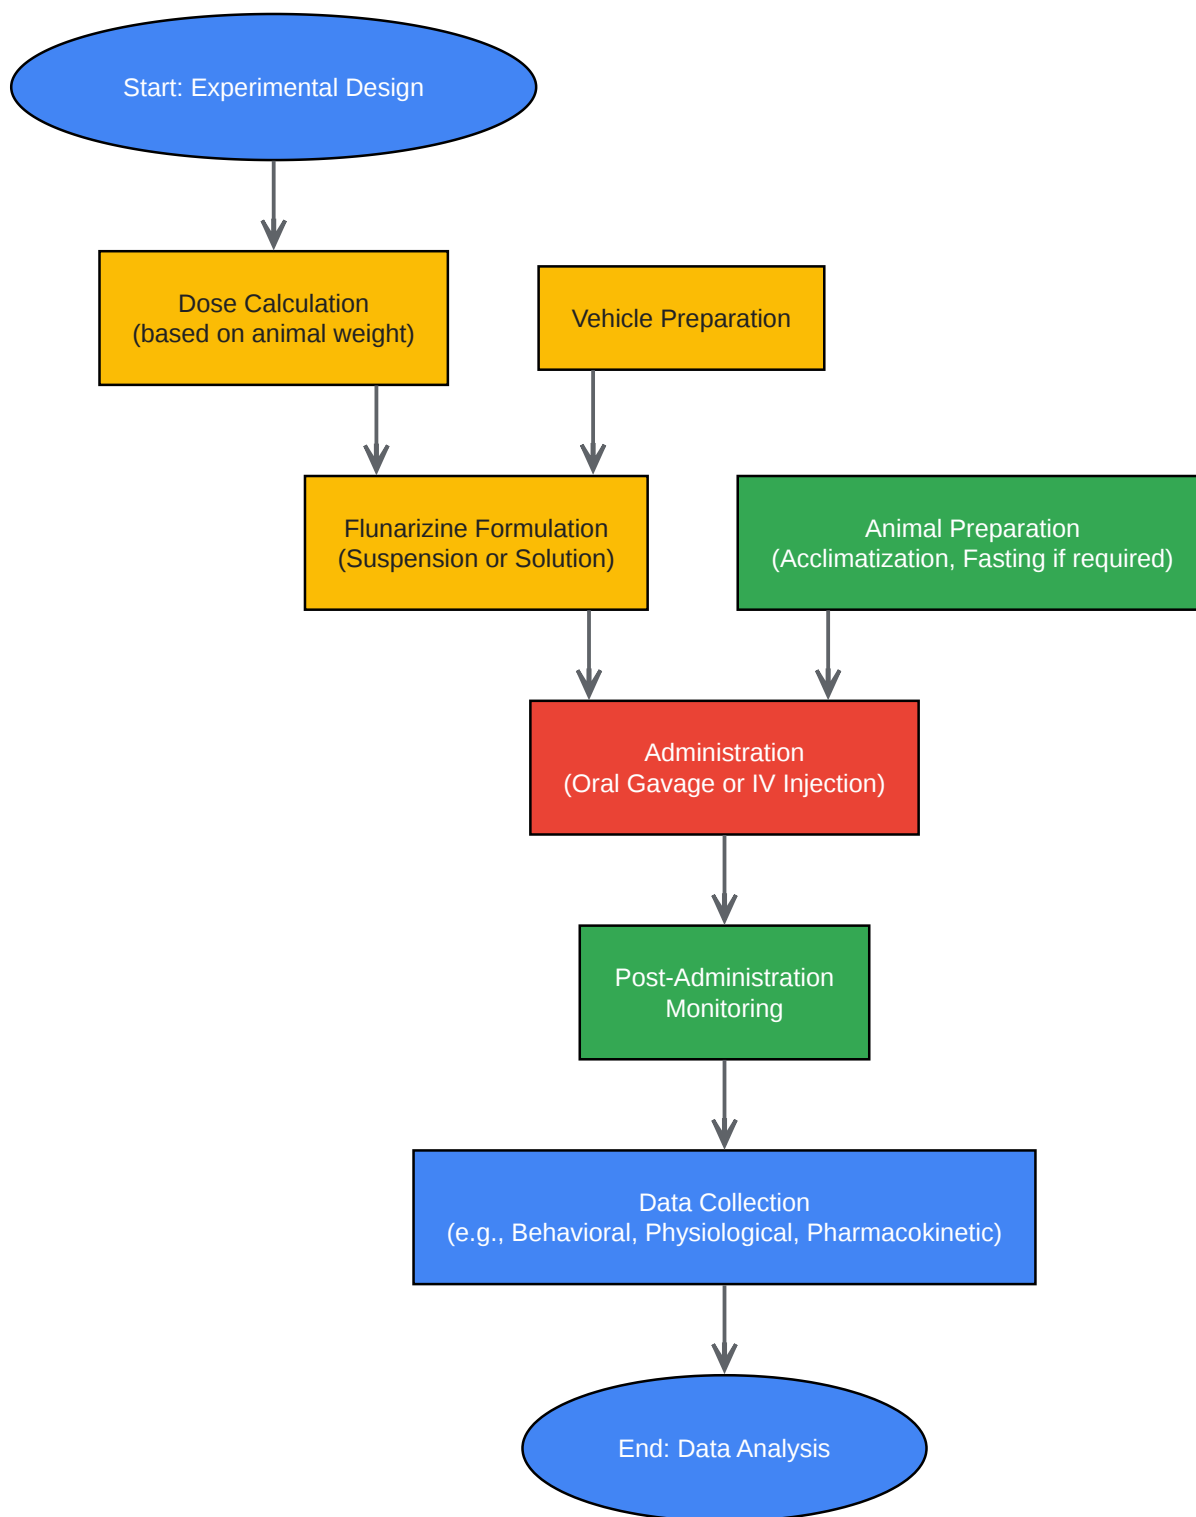 Start: Experimental Design
Dose Calculation
(based on animal weight)
Vehicle Preparation
Flunarizine Formulation
(Suspension or Solution)
Animal Preparation
(Acclimatization, Fasting if required)
Administration
(Oral Gavage or IV Injection)
Post-Administration
Monitoring
Data Collection
(e.g., Behavioral, Physiological, Pharmacokinetic)
End: Data Analysis